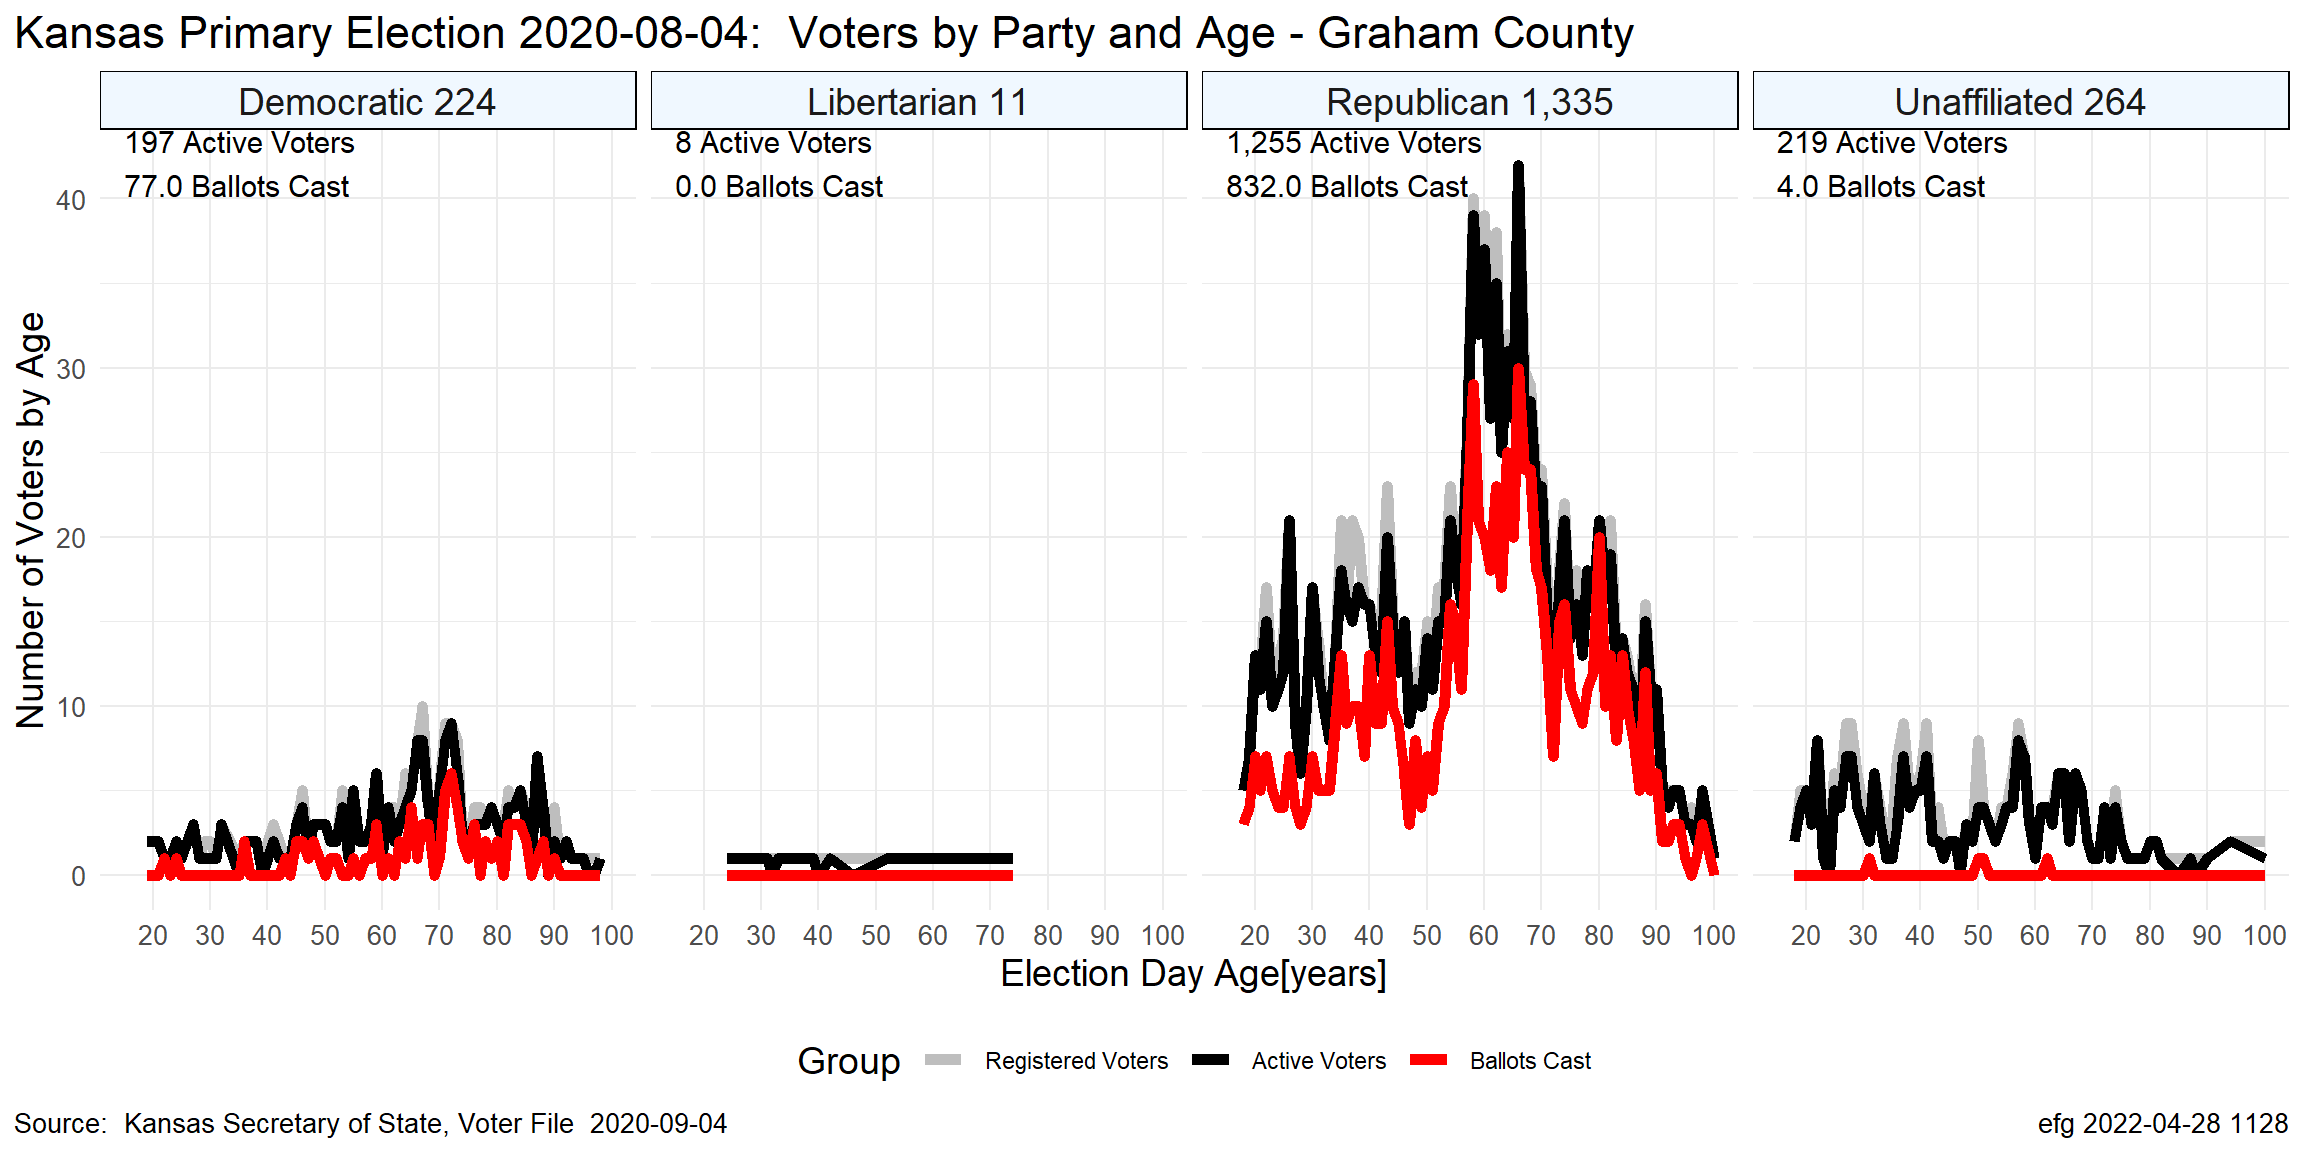 Kansas Primary Election 2020-08-04:  Voters by Party and Age - Graham County
Democratic 224
Libertarian 11
Republican 1,335
Unaffiliated 264
197 Active Voters
77.0 Ballots Cast
8 Active Voters
0.0 Ballots Cast
1,255 Active Voters
832.0 Ballots Cast
219 Active Voters
4.0 Ballots Cast
Number of Voters by Age
40
30
20
10
0
20 30 40 50 60 70 80 90 100
20 30 40 50 60 70 80 90 100
20 30 40 50 60 70 80 90 100
20 30 40 50 60 70 80 90 100
Election Day Age[years]
Group Registered Voters Active Voters Ballots Cast
Source:  Kansas Secretary of State, Voter File  2020-09-04
efg 2022-04-28 1128